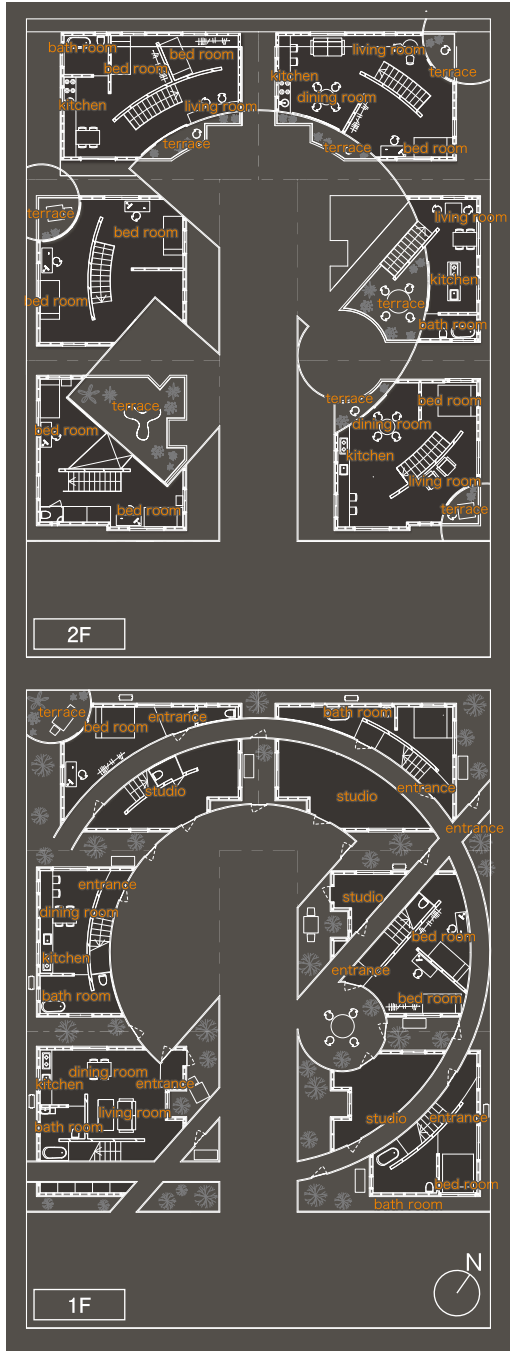 bath room
bed room
bed room
living room
terrace
kitchen
kitchen
dining room
living room
terrace
terrace
bed room
terrace
bed room
living room
bed room
kitchen
terrace
bath room
terrace
terrace
bed room
dining room
kitchen
living room
bed room
terrace
2F
terrace
bed room
entrance
bath room
studio
studio
entrance
entrance
entrance
studio
dining room
bed room
kitchen
entrance
bath room
bed room
dining room
kitchen
entrance
living room
studio
entrance
bath room
bed room
bath room
N
1F